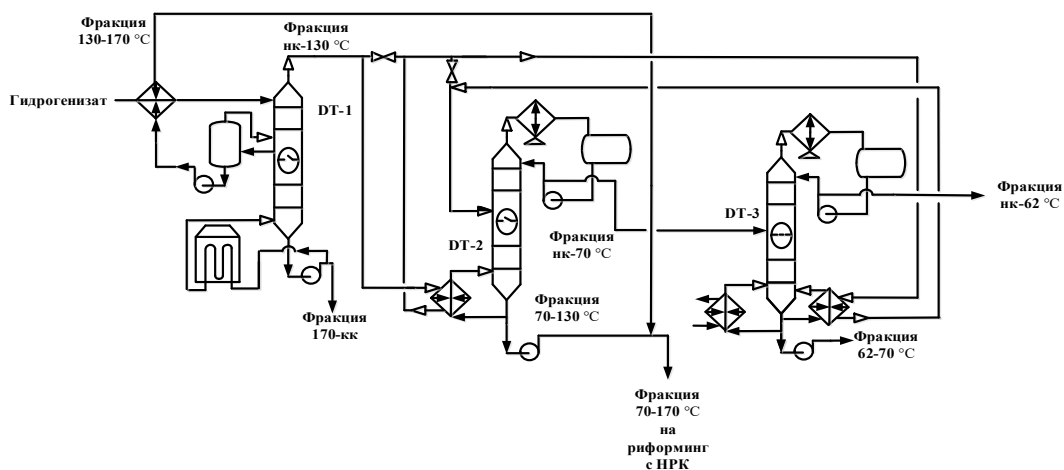 Фракция
130-170 °C
Фракция
нк-130 °C
Гидрогенизат
DT-1
DT-2
DT-3
Фракция
нк-62 °C
Фракция
нк-70 °C
Фракция
70-130 °C
Фракция
170-кк
Фракция
62-70 °C
Фракция
70-170 °C
на
риформинг
с НРК